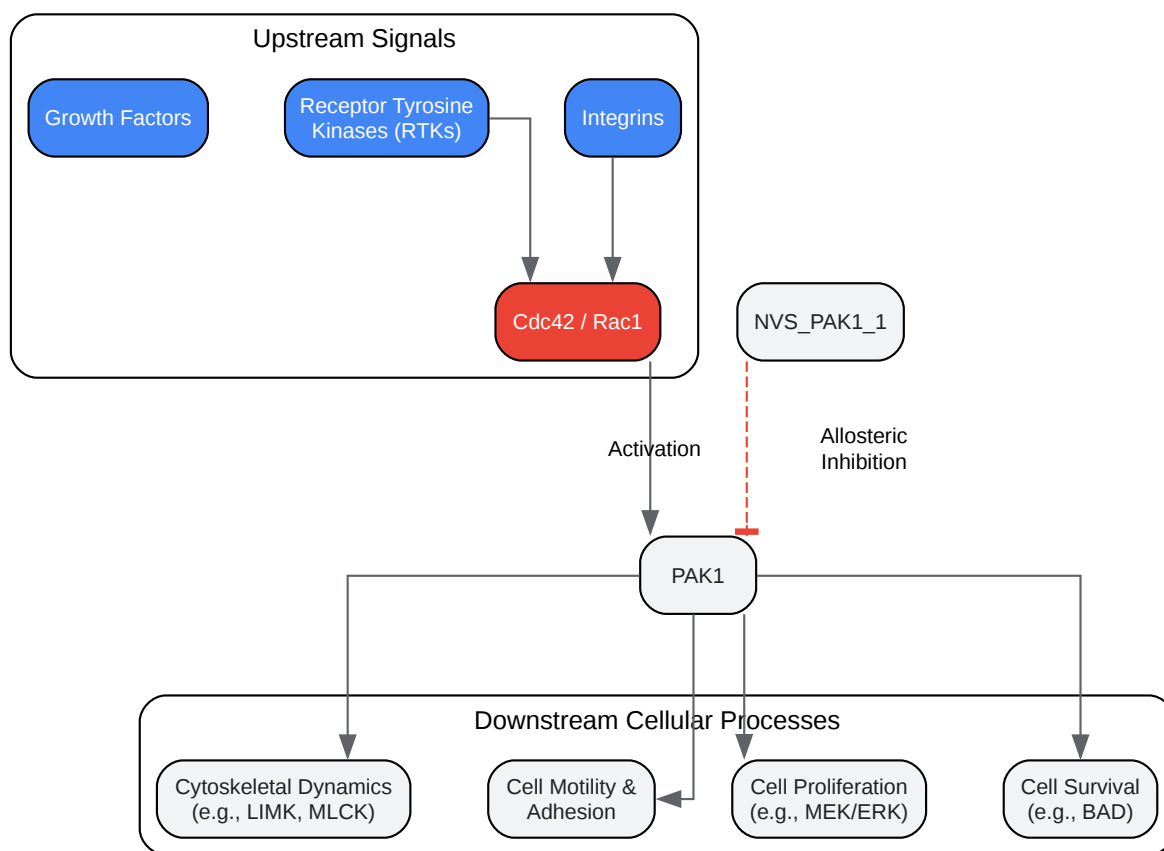 Upstream Signals
Growth Factors
Receptor Tyrosine
Kinases (RTKs)
Integrins
Cdc42 / Rac1
NVS_PAK1_1
Activation
Allosteric
Inhibition
PAK1
Downstream Cellular Processes
Cytoskeletal Dynamics
(e.g., LIMK, MLCK)
Cell Motility &
Adhesion
Cell Proliferation
(e.g., MEK/ERK)
Cell Survival
(e.g., BAD)